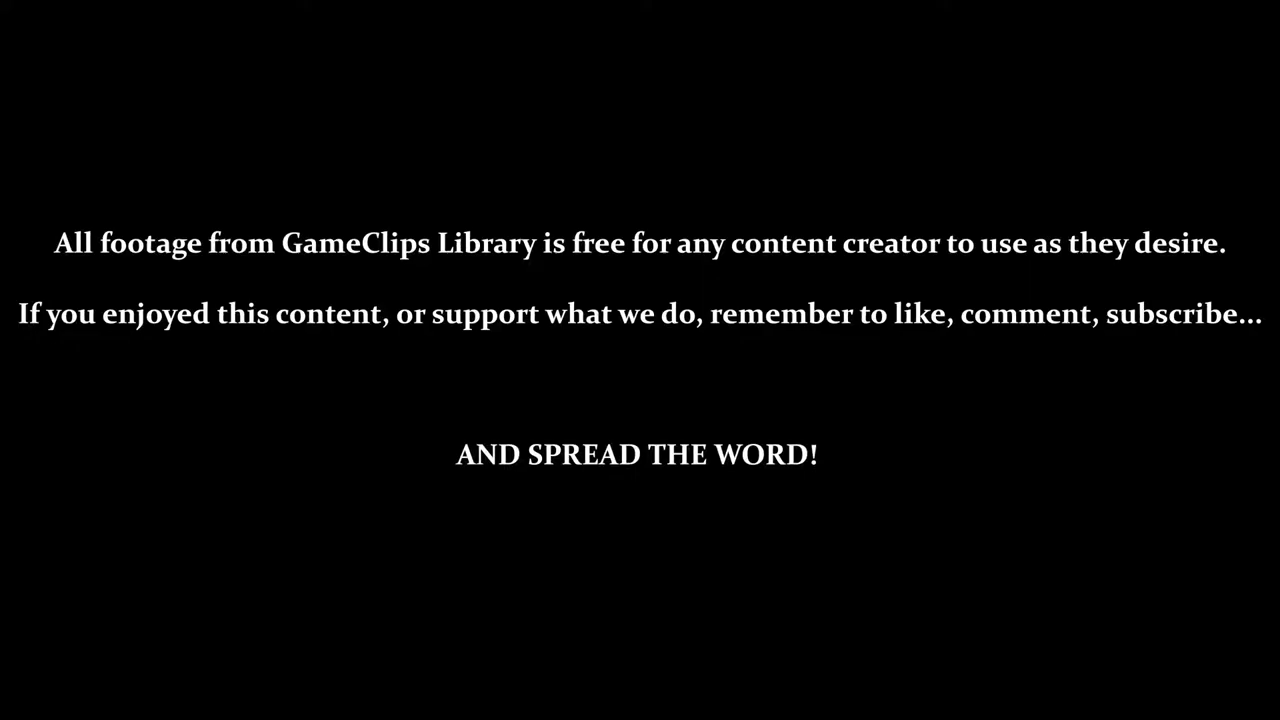 All footage from GameClips Library is free for any content creator to use as they desire.
If you enjoyed this content, or support what we do, remember to like, comment, subscribe...
AND SPREAD THE WORD!